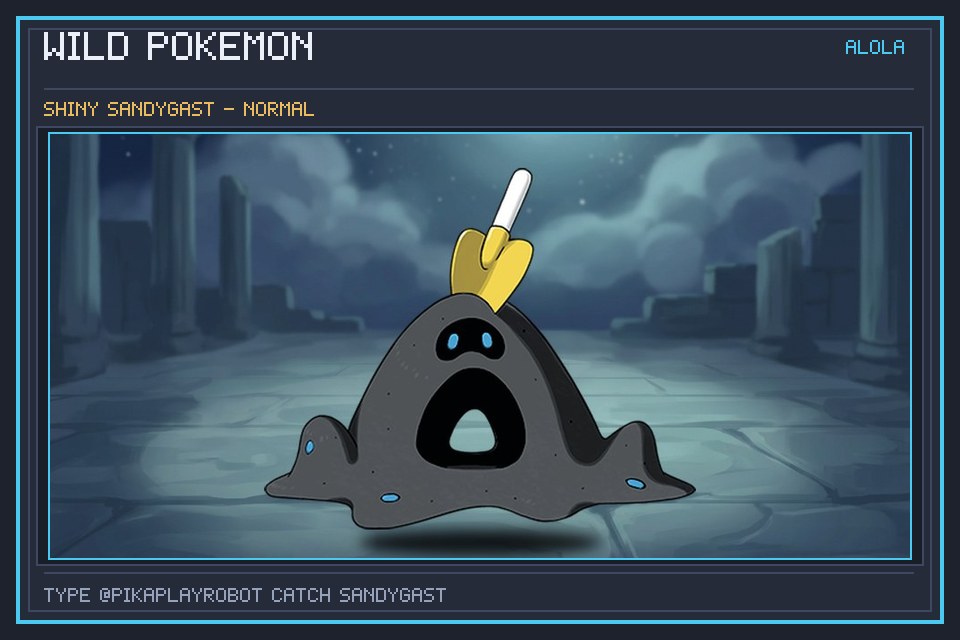 WILD POKEMON
ALOLA
SHINY SANDYGAST - NORMAL
TYPE @PIKAPLAYROBOT CATCH SANDYGAST